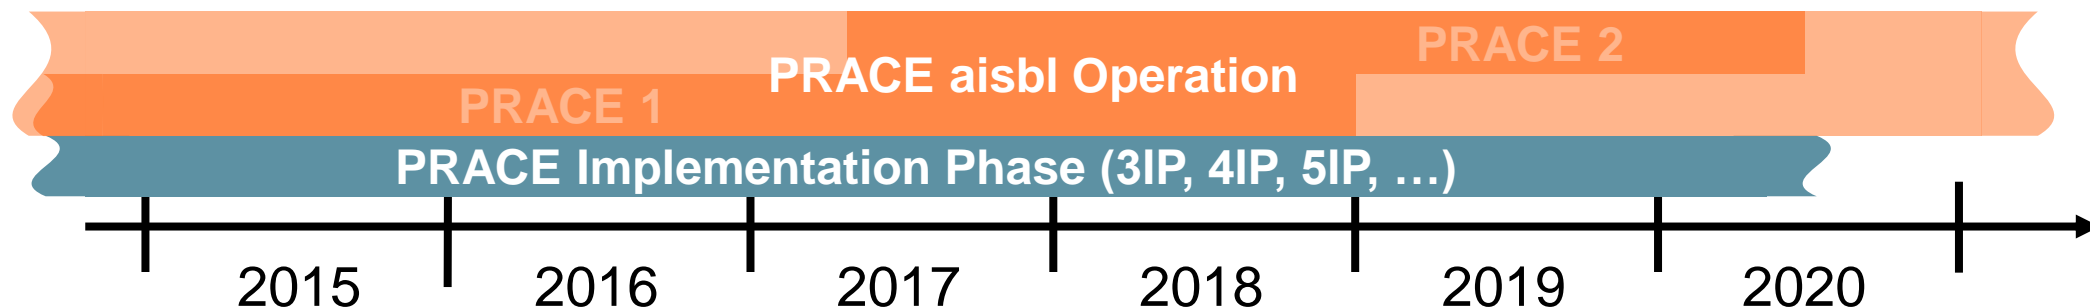 PRACE 2
PRACE aisbl Operation
PRACE 1
PRACE Implementation Phase (3IP, 4IP, 5IP, …)
2015 2016 2017 2018 2019 2020